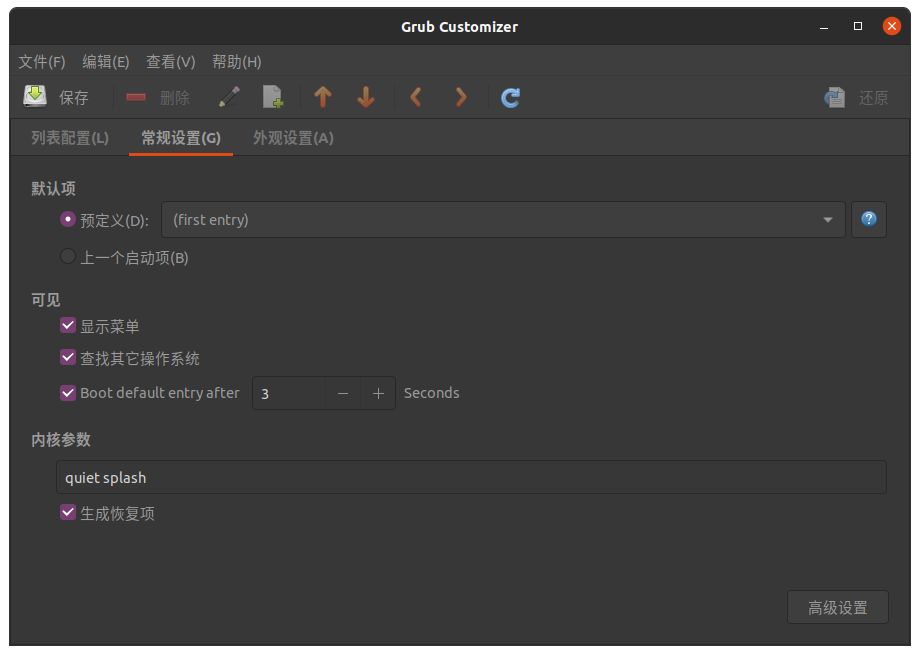 Grub Customizer
文件(F) 编辑(E) 查看(V) 帮助(H)
保存 删除 还原
列表配置(L) 常规设置(G) 外观设置(A)
默认项
预定义(D): (first entry) ?
上一个启动项(B)
可见
显示菜单
查找其它操作系统
Boot default entry after 3 Seconds
内核参数
quiet splash
生成恢复项
高级设置